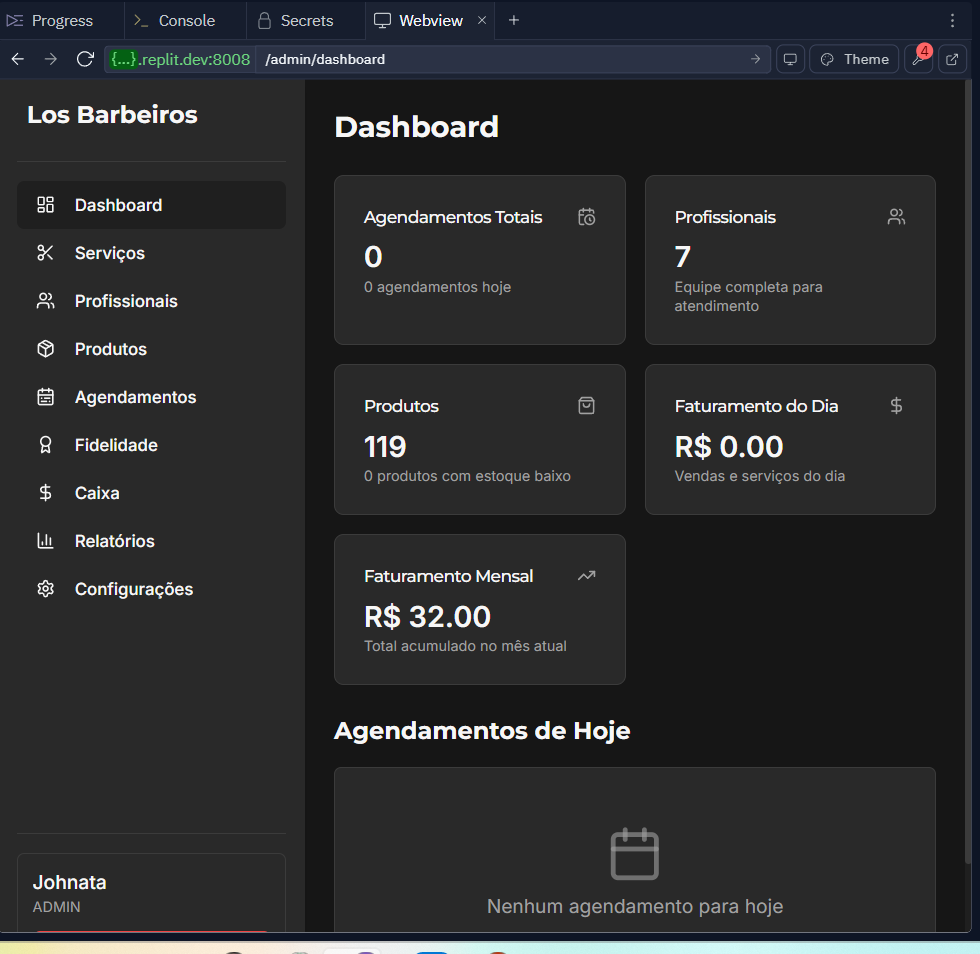 Progress
Console
Secrets
Webview
{...}.replit.dev:8008
/admin/dashboard
Theme
4
Los Barbeiros
Dashboard
Serviços
Profissionais
Produtos
Agendamentos
Fidelidade
Caixa
Relatórios
Configurações
Johnata
ADMIN
Dashboard
Agendamentos Totais
0
0 agendamentos hoje
Profissionais
7
Equipe completa para
atendimento
Produtos
119
0 produtos com estoque baixo
Faturamento do Dia
R$ 0.00
Vendas e serviços do dia
Faturamento Mensal
R$ 32.00
Total acumulado no mês atual
Agendamentos de Hoje
Nenhum agendamento para hoje